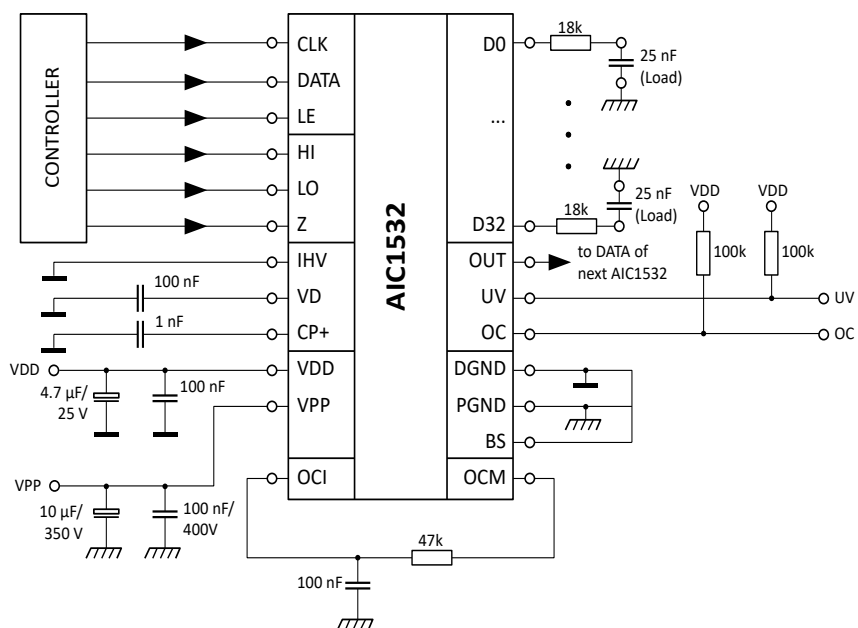 CONTROLLER
AIC1532
CLK
DATA
LE
HI
LO
Z
IHV
VD
CP+
VDD
VPP
OCI
D0
...
D32
OUT
UV
OC
DGND
PGND
BS
OCM
18k
25 nF
(Load)
18k
25 nF
(Load)
to DATA of
next AIC1532
VDD
VDD
100k
100k
UV
OC
100 nF
1 nF
VDD
4.7 µF/
25 V
100 nF
VPP
10 µF/
350 V
100 nF/
400V
47k
100 nF